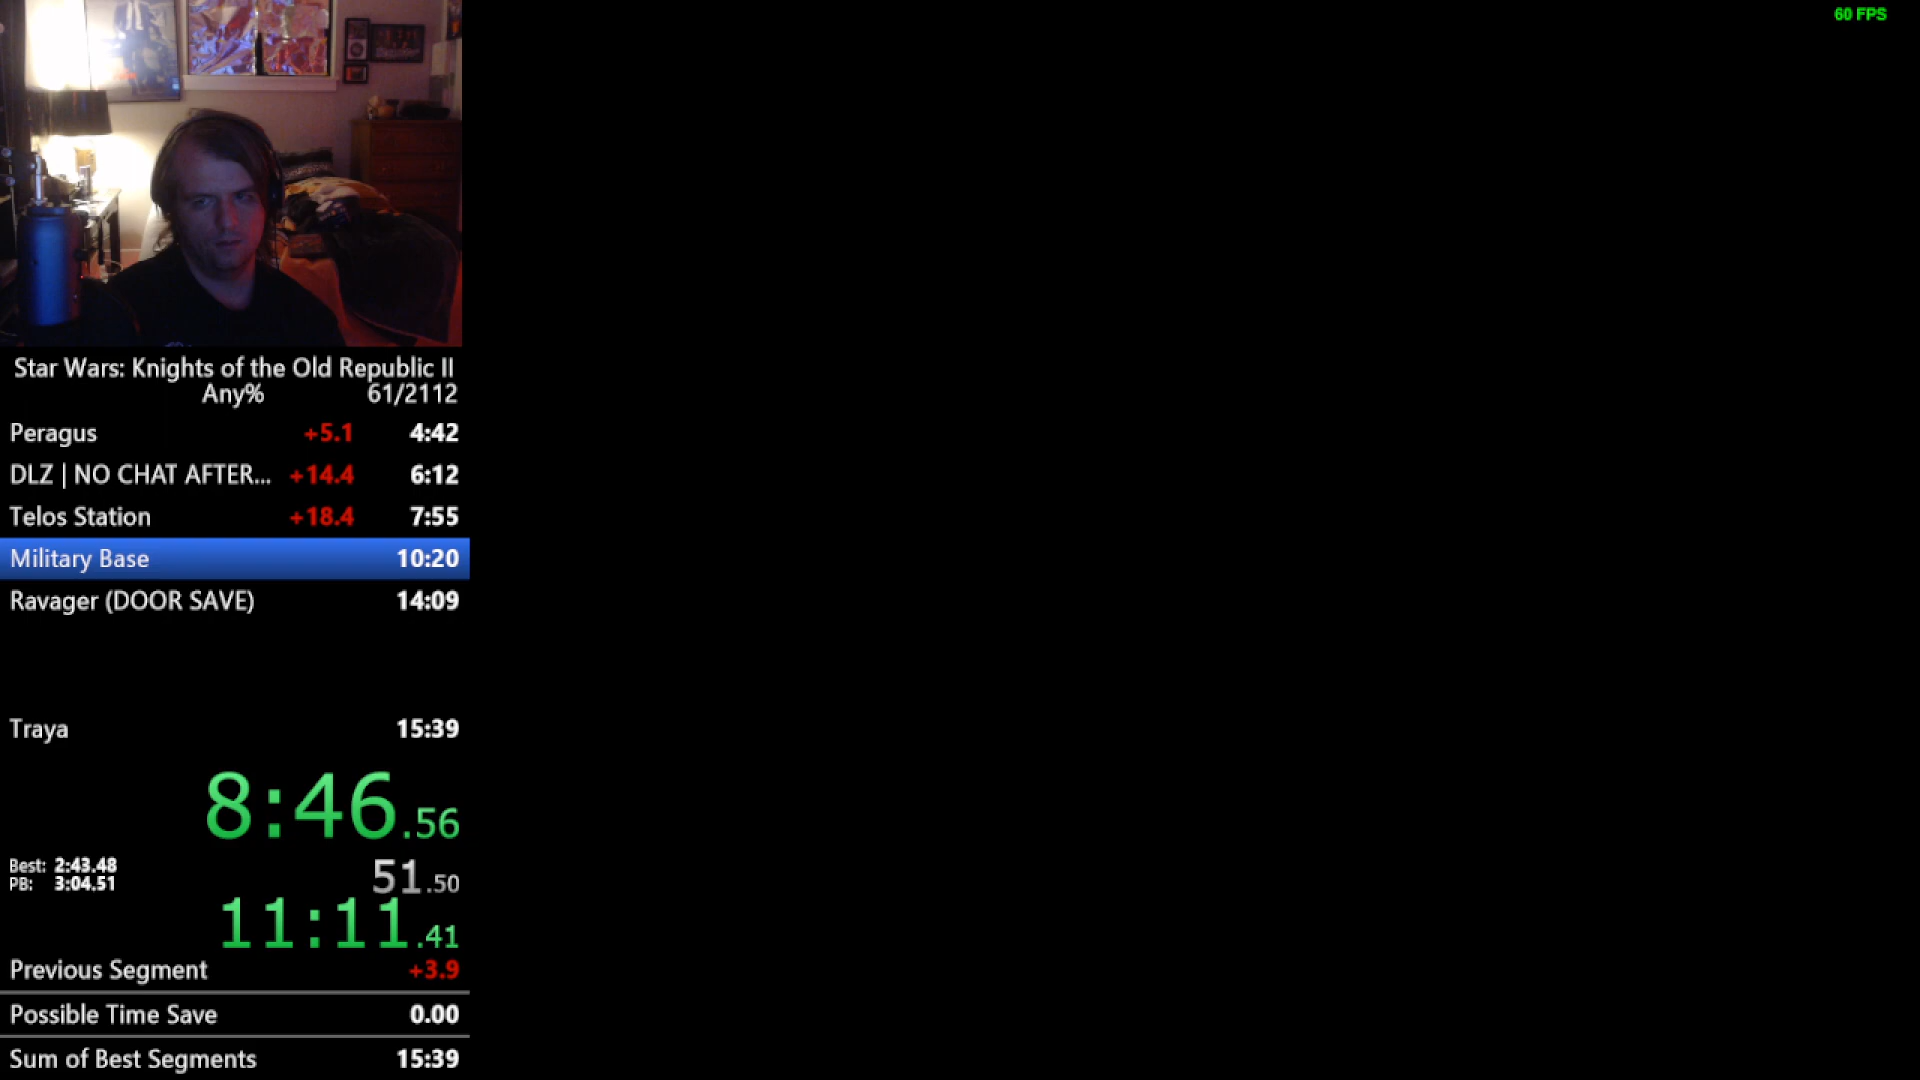 60 FPS
Star Wars: Knights of the Old Republic II
Any% 61/2112
Peragus +5.1 4:42
DLZ | NO CHAT AFTER... +14.4 6:12
Telos Station +18.4 7:55
Military Base 10:20
Ravager (DOOR SAVE) 14:09
Traya 15:39
8:46.56
Best: 2:43.48
PB: 3:04.51
51.50
11:11.41
Previous Segment +3.9
Possible Time Save 0.00
Sum of Best Segments 15:39